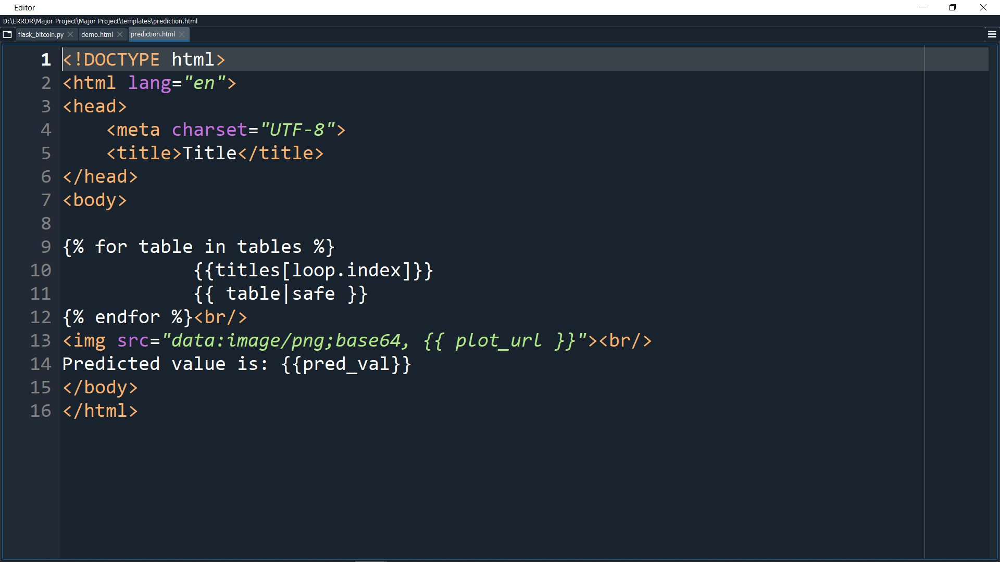 Editor
D:\ERROR\Major Project\Major Project\templates\prediction.html
flask_bitcoin.py demo.html prediction.html
1 <!DOCTYPE html>
2 <html lang="en">
3 <head>
4     <meta charset="UTF-8">
5     <title>Title</title>
6 </head>
7 <body>
8
9 {% for table in tables %}
10             {{titles[loop.index]}}
11             {{ table|safe }}
12 {% endfor %}<br/>
13 <img src="data:image/png;base64, {{ plot_url }}"><br/>
14 Predicted value is: {{pred_val}}
15 </body>
16 </html>